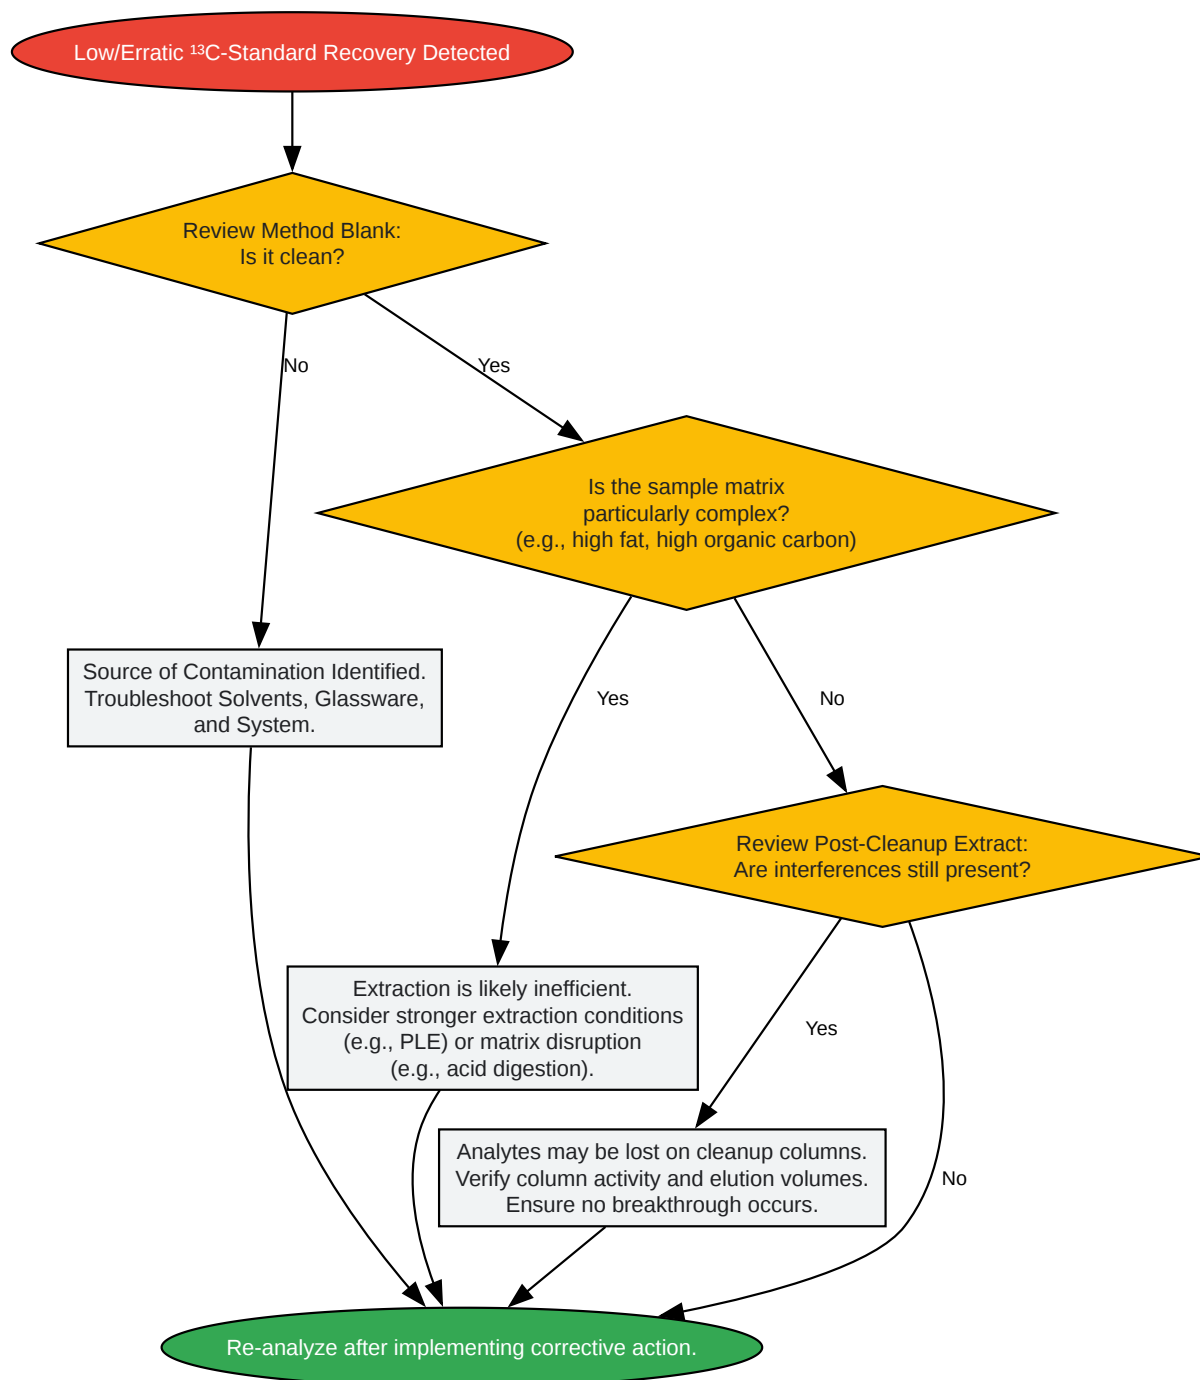 Low/Erratic ¹³C-Standard Recovery Detected
Review Method Blank:
Is it clean?
No
Yes
Is the sample matrix
particularly complex?
(e.g., high fat, high organic carbon)
Source of Contamination Identified.
Troubleshoot Solvents, Glassware,
and System.
Yes
No
Review Post-Cleanup Extract:
Are interferences still present?
Extraction is likely inefficient.
Consider stronger extraction conditions
(e.g., PLE) or matrix disruption
(e.g., acid digestion).
Yes
Analytes may be lost on cleanup columns.
Verify column activity and elution volumes.
Ensure no breakthrough occurs.
No
Re-analyze after implementing corrective action.